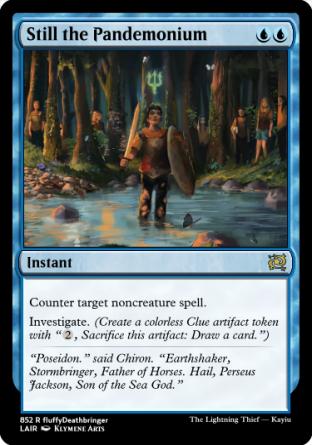 Still the Pandemonium
Instant
Counter target noncreature spell.
Investigate. (Create a colorless Clue artifact token
with “2, Sacrifice this artifact: Draw a card.”)
“Poseidon.” said Chiron. “Earthshaker,
Stormbringer, Father of Horses. Hail, Perseus
Jackson, Son of the Sea God.”
852 R fluffyDeathbringer
The Lightning Thief — Kayiu
LAIR Klymene Arts